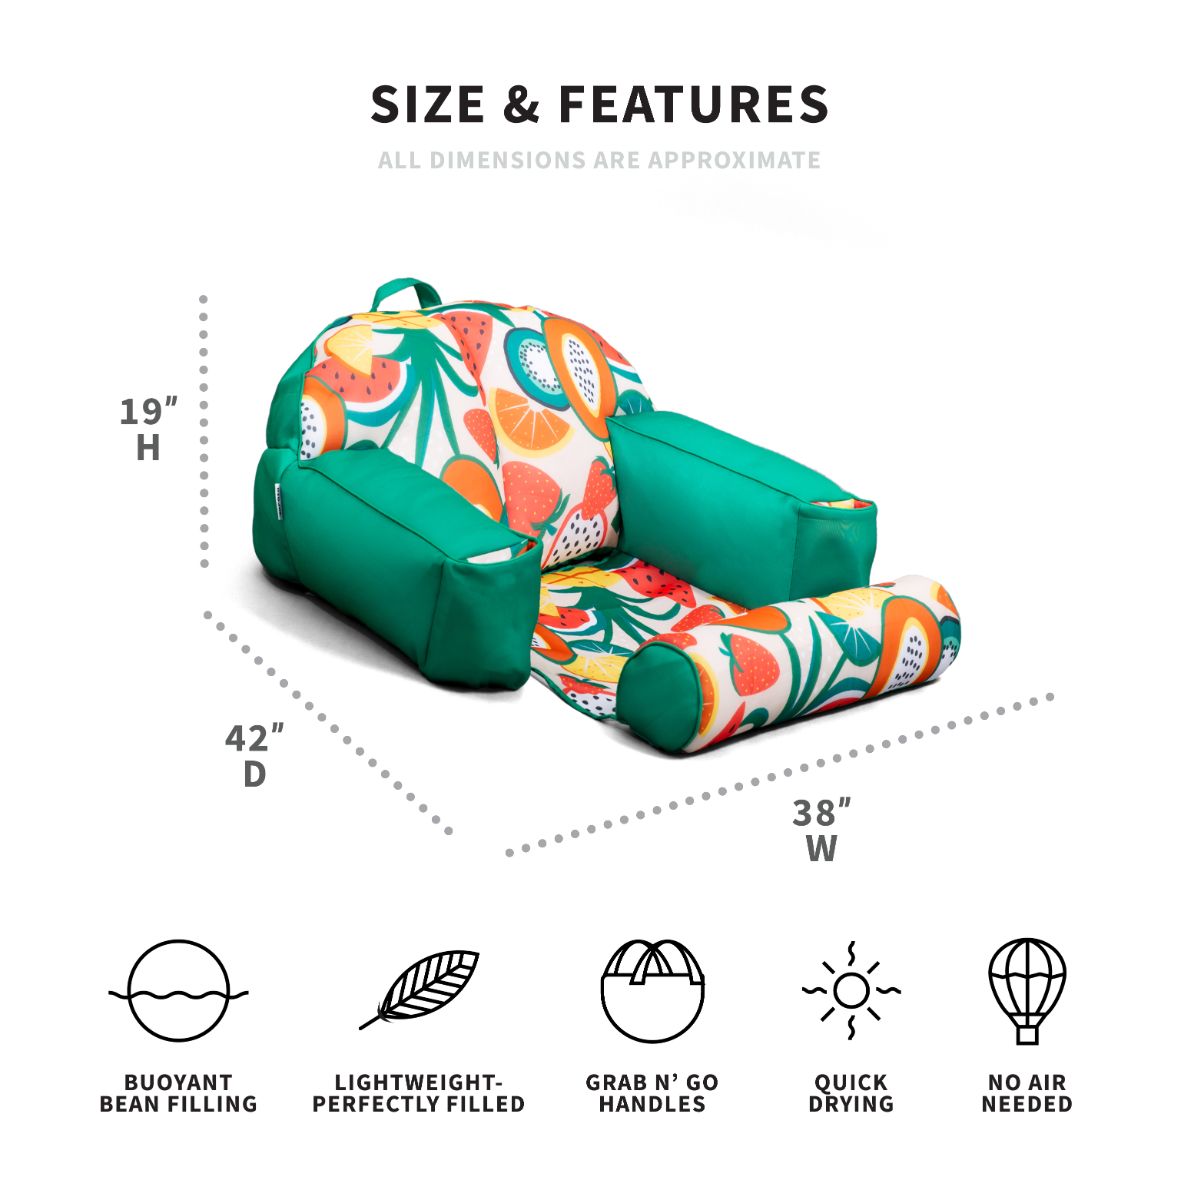 SIZE & FEATURES
ALL DIMENSIONS ARE APPROXIMATE
19"
H
42"
D
38"
W
BUOYANT
BEAN FILLING
LIGHTWEIGHT-
PERFECTLY FILLED
GRAB N' GO
HANDLES
QUICK
DRYING
NO AIR
NEEDED